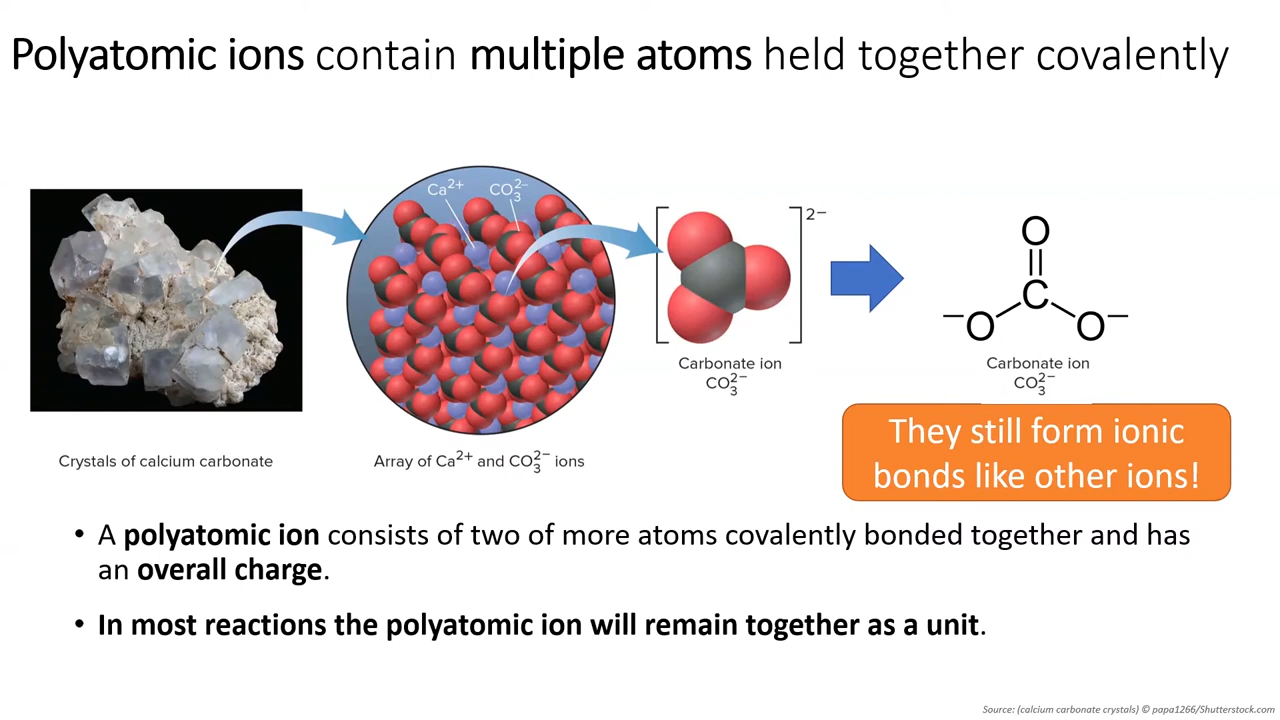 Polyatomic ions contain multiple atoms held together covalently
Ca²⁺
CO₃²⁻
2−
O
C
−O
O−
Carbonate ion
CO₃²⁻
Carbonate ion
CO₃²⁻
They still form ionic
bonds like other ions!
Crystals of calcium carbonate
Array of Ca²⁺ and CO₃²⁻ ions
• A polyatomic ion consists of two of more atoms covalently bonded together and has
an overall charge.
• In most reactions the polyatomic ion will remain together as a unit.
Source: (calcium carbonate crystals) © papa1266/Shutterstock.com